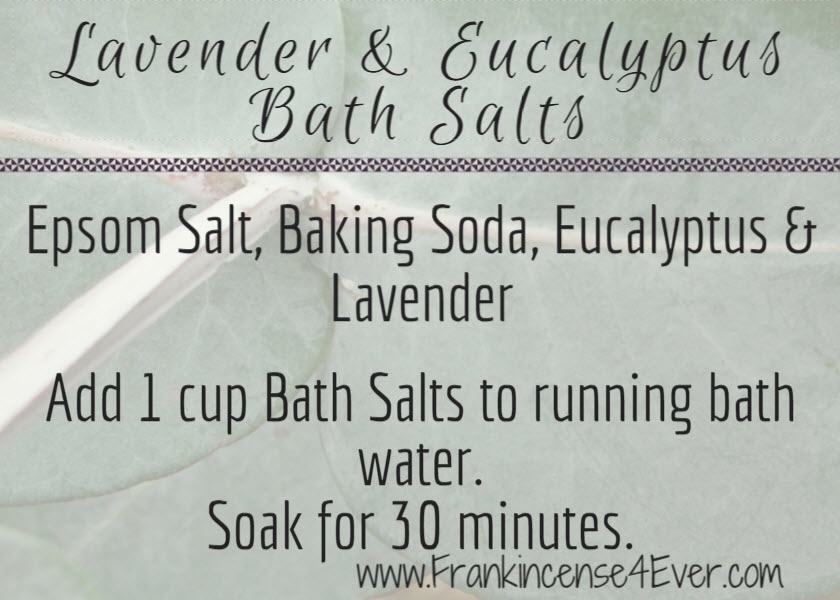 Lavender & Eucalyptus
Bath Salts
Epsom Salt, Baking Soda, Eucalyptus &
Lavender
Add 1 cup Bath Salts to running bath
water.
Soak for 30 minutes.
www.Frankincense4Ever.com